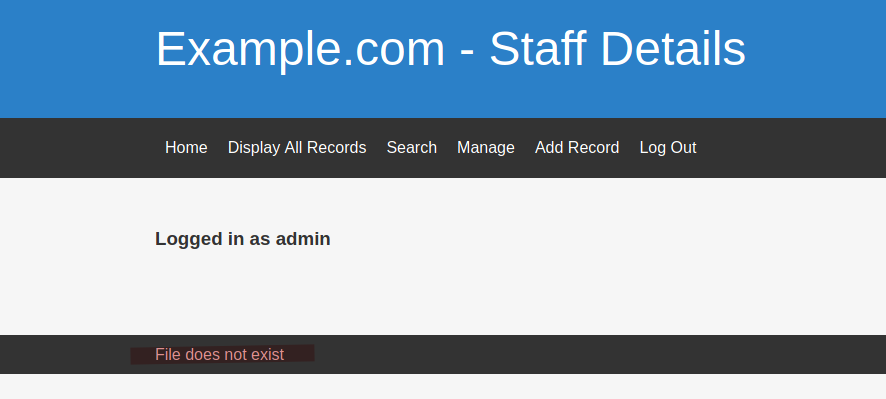 Example.com - Staff Details
Home Display All Records Search Manage Add Record Log Out
Logged in as admin
File does not exist